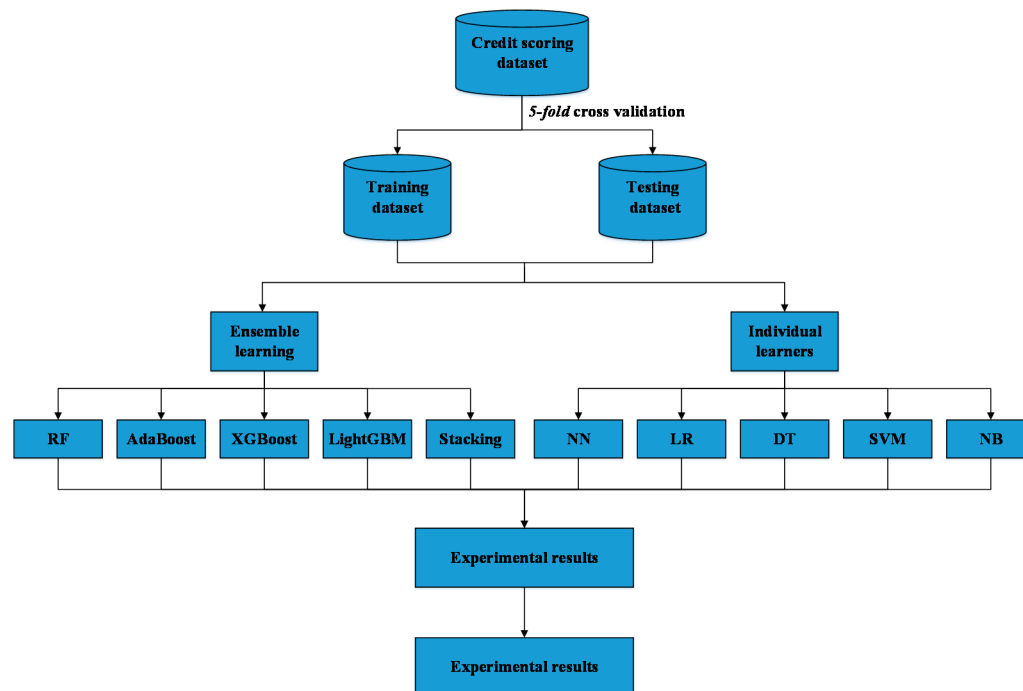 Credit scoring
dataset
5-fold cross validation
Training
dataset
Testing
dataset
Ensemble
learning
Individual
learners
RF
AdaBoost
XGBoost
LightGBM
Stacking
NN
LR
DT
SVM
NB
Experimental results
Experimental results